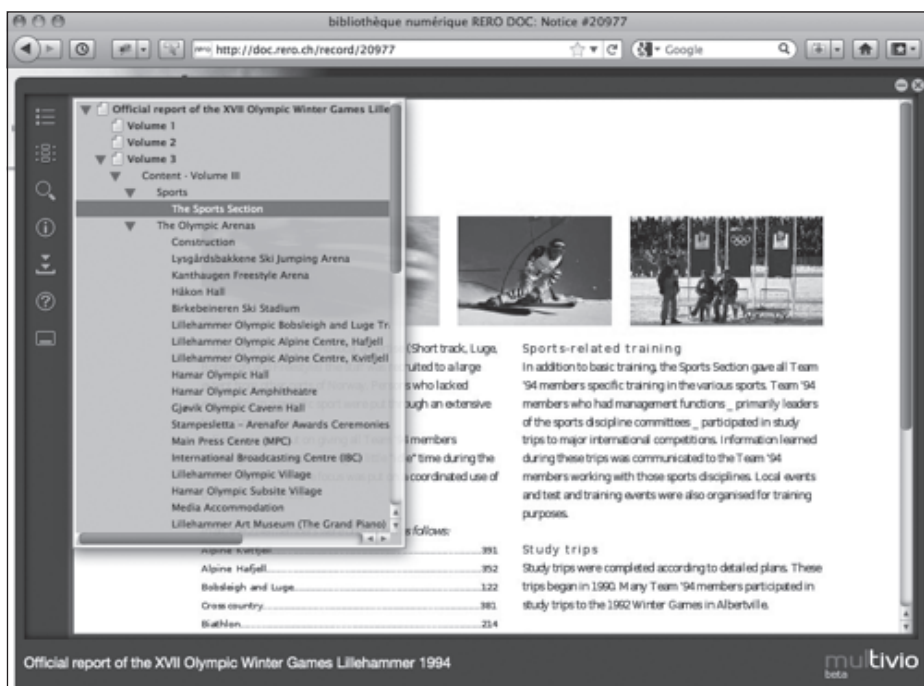 bibliothèque numérique RERO DOC: Notice #20977
http://doc.rero.ch/record/20977
Google
Official report of the XVII Olympic Winter Games Lille
Volume 1
Volume 2
Volume 3
Content - Volume III
Sports
The Sports Section
The Olympic Arenas
Construction
Lysgårdsbakkene Ski Jumping Arena
Kanthaugen Freestyle Arena
Håkon Hall
Birkebeineren Ski Stadium
Lillehammer Olympic Bobsleigh and Luge Tr
Lillehammer Olympic Alpine Centre, Hafjell
Lillehammer Olympic Alpine Centre, Kvitfjell
Hamar Olympic Hall
Hamar Olympic Amphitheatre
Gjøvik Olympic Cavern Hall
Stampesletta - Arenafor Awards Ceremonies
Main Press Centre (MPC)
International Broadcasting Centre (IBC)
Lillehammer Olympic Village
Hamar Olympic Subsite Village
Media Accommodation
Lillehammer Art Museum (The Grand Piano)
(Short track, Luge,
ruited to a large
who lacked
ough an extensive
members
time during the
coordinated use of
follows:
Alpine Kvitfjell 991
Alpine Hafjell 952
Bobsleigh and Luge 122
Cross country 981
Biathlon 214
Sports-related training
In addition to basic training, the Sports Section gave all Team
'94 members specific training in the various sports. Team '94
members who had management functions _ primarily leaders
of the sports discipline committees _ participated in study
trips to major international competitions. Information learned
during these trips was communicated to the Team '94
members working with those sports disciplines. Local events
and test and training events were also organised for training
purposes.
Study trips
Study trips were completed according to detailed plans. These
trips began in 1990. Many Team '94 members participated in
study trips to the 1992 Winter Games in Albertville.
Official report of the XVII Olympic Winter Games Lillehammer 1994
multivio
beta